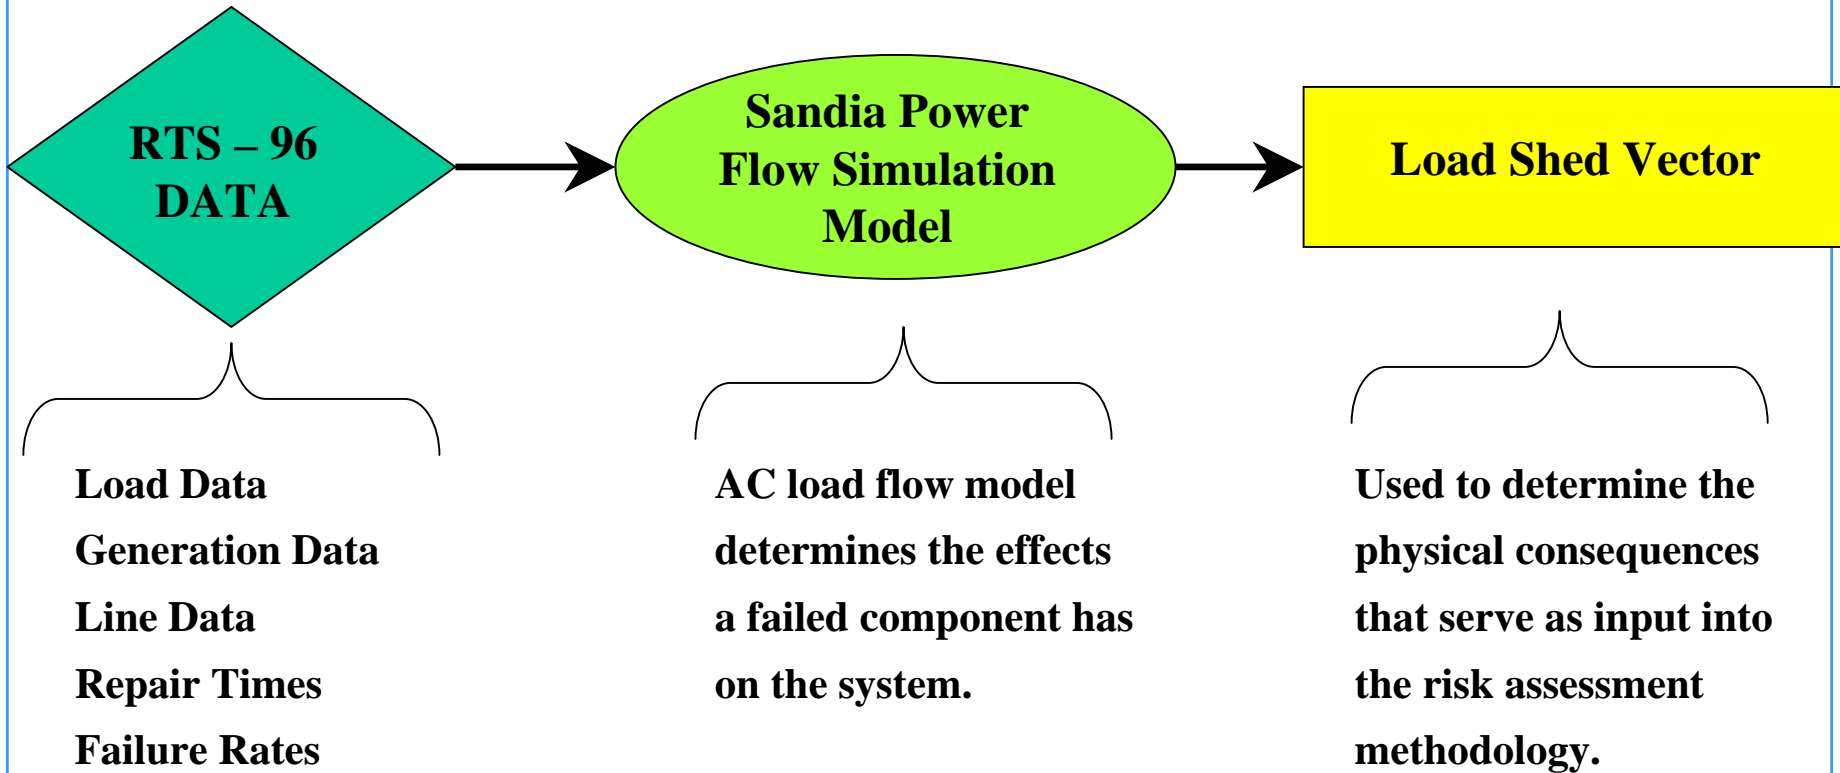 RTS – 96
DATA
Sandia Power
Flow Simulation
Model
Load Shed Vector
Load Data
Generation Data
Line Data
Repair Times
Failure Rates
AC load flow model
determines the effects
a failed component has
on the system.
Used to determine the
physical consequences
that serve as input into
the risk assessment
methodology.